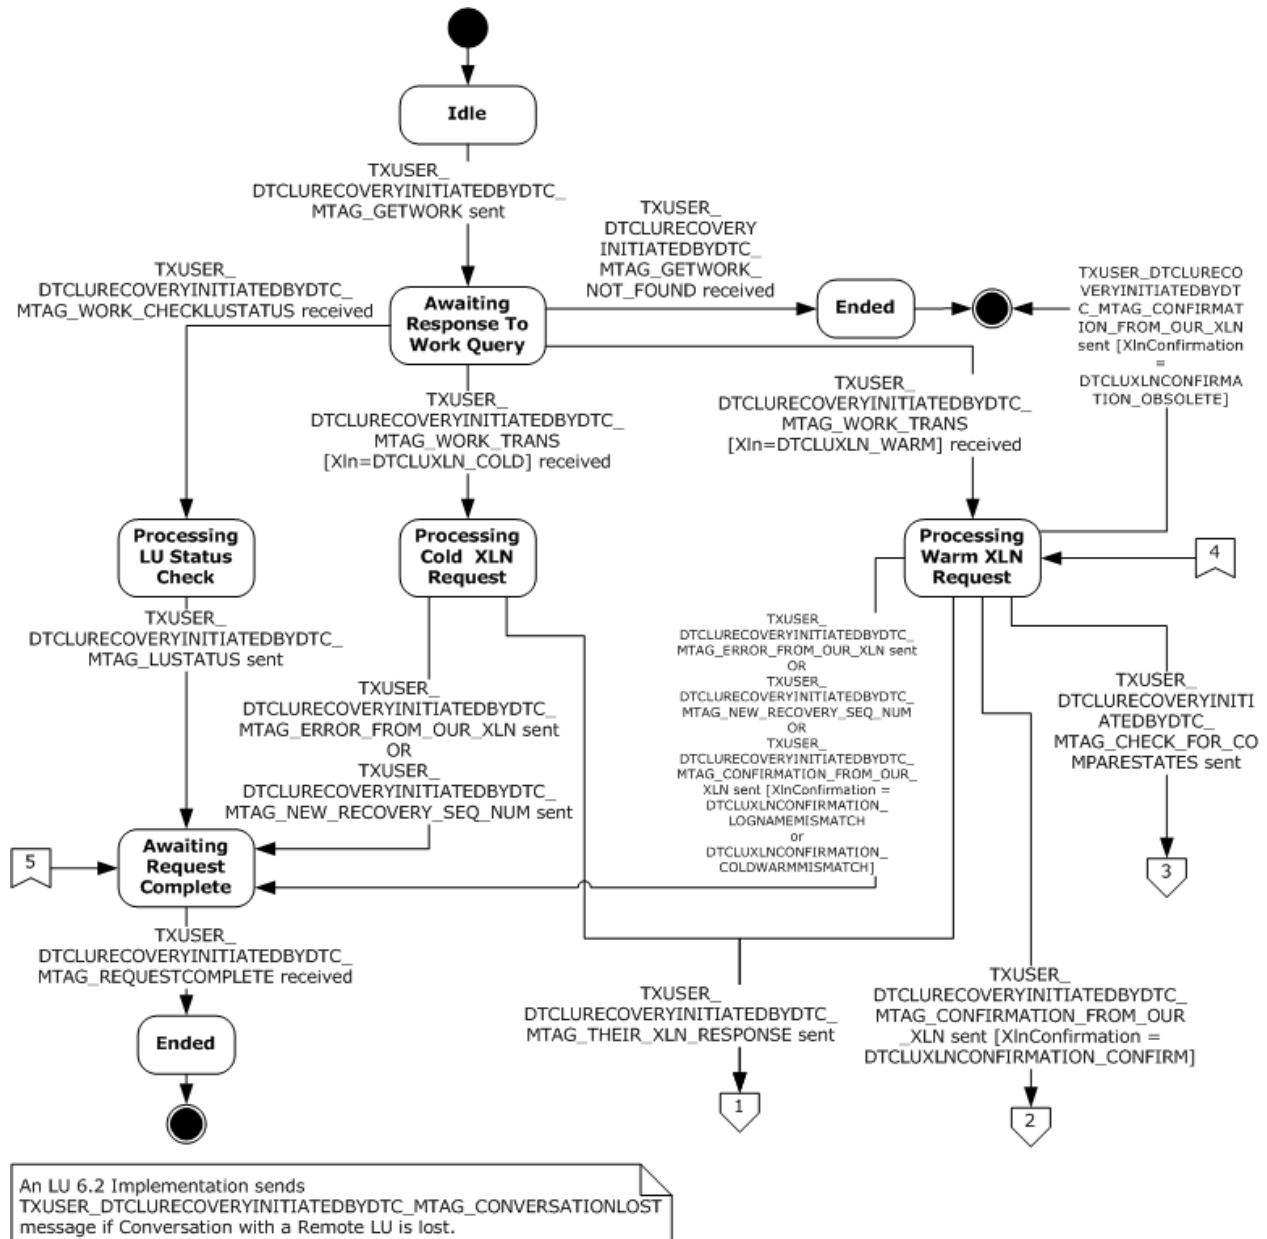 Idle
TXUSER_
DTCLURECOVERYINITIATEDBYDTC_
MTAG_GETWORK sent
TXUSER_
DTCLURECOVERY
INITIATEDBYDTC_
MTAG_GETWORK_
NOT_FOUND received
TXUSER_
DTCLURECOVERYINITIATEDBYDTC_
MTAG_WORK_CHECKLUSTATUS received
Awaiting
Response To
Work Query
Ended
TXUSER_DTCLURECO
VERYINITIATEDBYDT
C_MTAG_CONFIRMAT
ION_FROM_OUR_XLN
sent [XlnConfirmation
=
DTCLUXLNCONFIRMA
TION_OBSOLETE]
TXUSER_
DTCLURECOVERYINITIATEDBYDTC_
MTAG_WORK_TRANS
[Xln=DTCLUXLN_COLD] received
TXUSER_
DTCLURECOVERYINITIATEDBYDTC_
MTAG_WORK_TRANS
[Xln=DTCLUXLN_WARM] received
Processing
LU Status
Check
Processing
Cold XLN
Request
Processing
Warm XLN
Request
4
TXUSER_
DTCLURECOVERYINITIATEDBYDTC_
MTAG_LUSTATUS sent
TXUSER_
DTCLURECOVERYINITIATEDBYDTC_
MTAG_ERROR_FROM_OUR_XLN sent
OR
TXUSER_
DTCLURECOVERYINITIATEDBYDTC_
MTAG_NEW_RECOVERY_SEQ_NUM sent
TXUSER_
DTCLURECOVERYINITIATEDBYDTC_
MTAG_ERROR_FROM_OUR_XLN sent
OR
TXUSER_
DTCLURECOVERYINITIATEDBYDTC_
MTAG_NEW_RECOVERY_SEQ_NUM
OR
TXUSER_
DTCLURECOVERYINITIATEDBYDTC_
MTAG_CONFIRMATION_FROM_OUR_
XLN sent [XlnConfirmation =
DTCLUXLNCONFIRMATION_
LOGNAMEMISMATCH
or
DTCLUXLNCONFIRMATION_
COLDWARMMISMATCH]
TXUSER_
DTCLURECOVERYINITI
ATEDBYDTC_
MTAG_CHECK_FOR_CO
MPARESTATES sent
5
Awaiting
Request
Complete
3
TXUSER_
DTCLURECOVERYINITIATEDBYDTC_
MTAG_REQUESTCOMPLETE received
TXUSER_
DTCLURECOVERYINITIATEDBYDTC_
MTAG_THEIR_XLN_RESPONSE sent
TXUSER_
DTCLURECOVERYINITIATEDBYDTC_
MTAG_CONFIRMATION_FROM_OUR
_XLN sent [XlnConfirmation =
DTCLUXLNCONFIRMATION_CONFIRM]
Ended
1
2
An LU 6.2 Implementation sends
TXUSER_DTCLURECOVERYINITIATEDBYDTC_MTAG_CONVERSATIONLOST
message if Conversation with a Remote LU is lost.